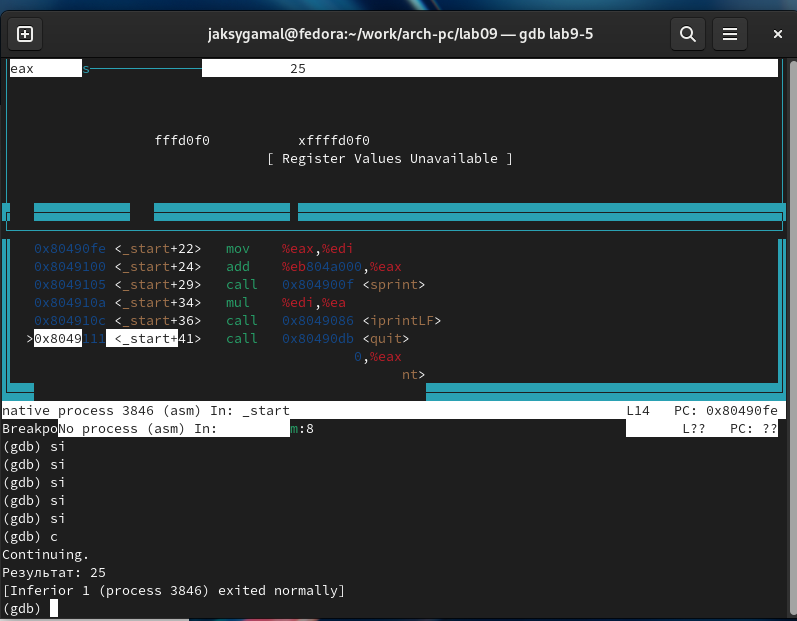 jaksygamal@fedora:~/work/arch-pc/lab09 — gdb lab9-5
eax s 25
fffd0f0 xffffd0f0
[ Register Values Unavailable ]
0x80490fe <_start+22> mov %eax,%edi
0x8049100 <_start+24> add %eb804a000,%eax
0x8049105 <_start+29> call 0x804900f <sprint>
0x804910a <_start+34> mul %edi,%ea
0x804910c <_start+36> call 0x8049086 <iprintLF>
>0x8049111 <_start+41> call 0x80490db <quit>
0,%eax
nt>
native process 3846 (asm) In: _start L14 PC: 0x80490fe
BreakpoNo process (asm) In: m:8 L?? PC: ??
(gdb) si
(gdb) si
(gdb) si
(gdb) si
(gdb) si
(gdb) c
Continuing.
Результат: 25
[Inferior 1 (process 3846) exited normally]
(gdb)